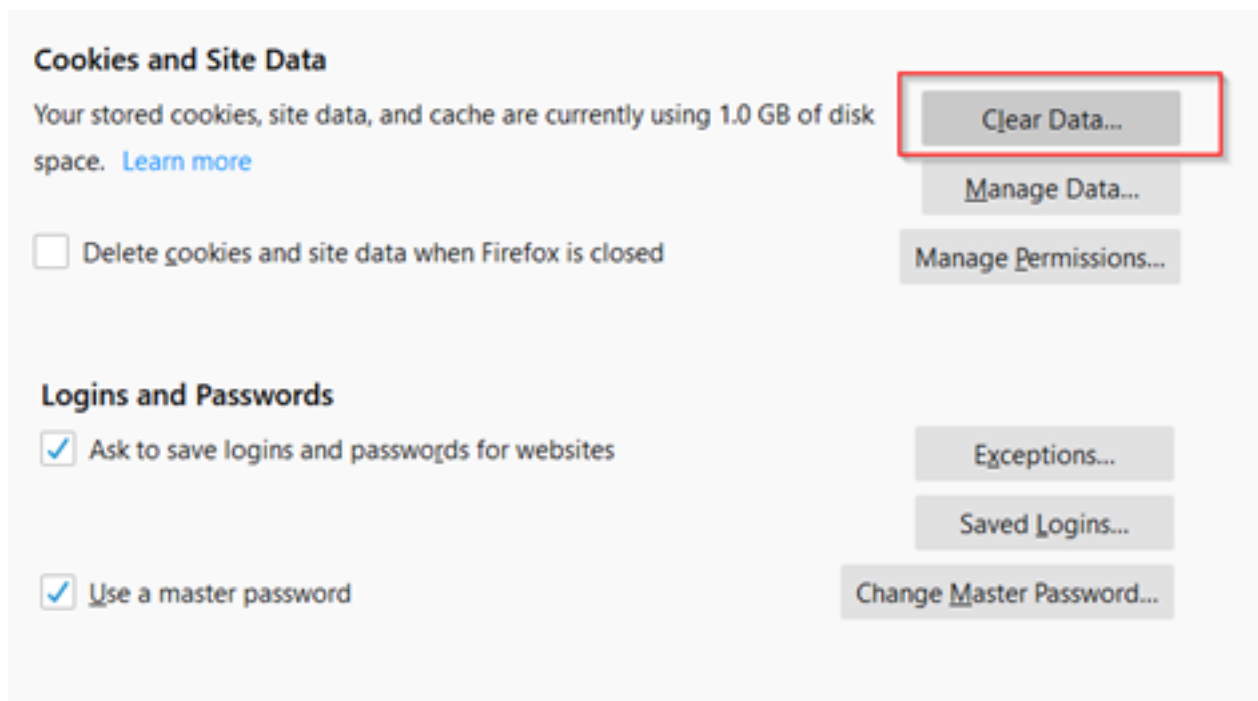 Cookies and Site Data
Your stored cookies, site data, and cache are currently using 1.0 GB of disk
space. Learn more
Clear Data...
Manage Data...
Delete cookies and site data when Firefox is closed
Manage Permissions...
Logins and Passwords
Ask to save logins and passwords for websites
Exceptions...
Saved Logins...
Use a master password
Change Master Password...